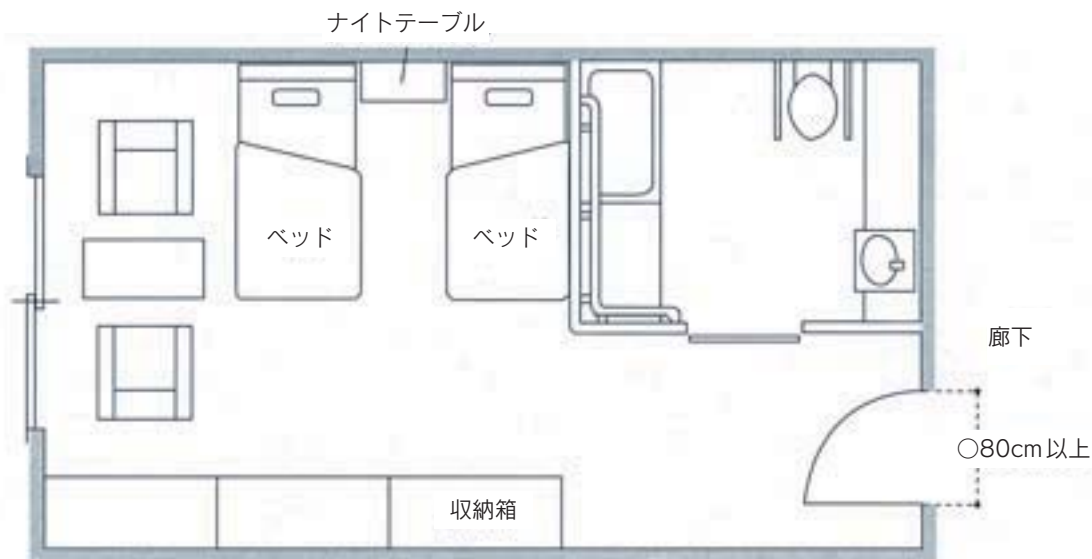 ナイトテーブル
ベッド
ベッド
廊下
○80cm以上
収納箱